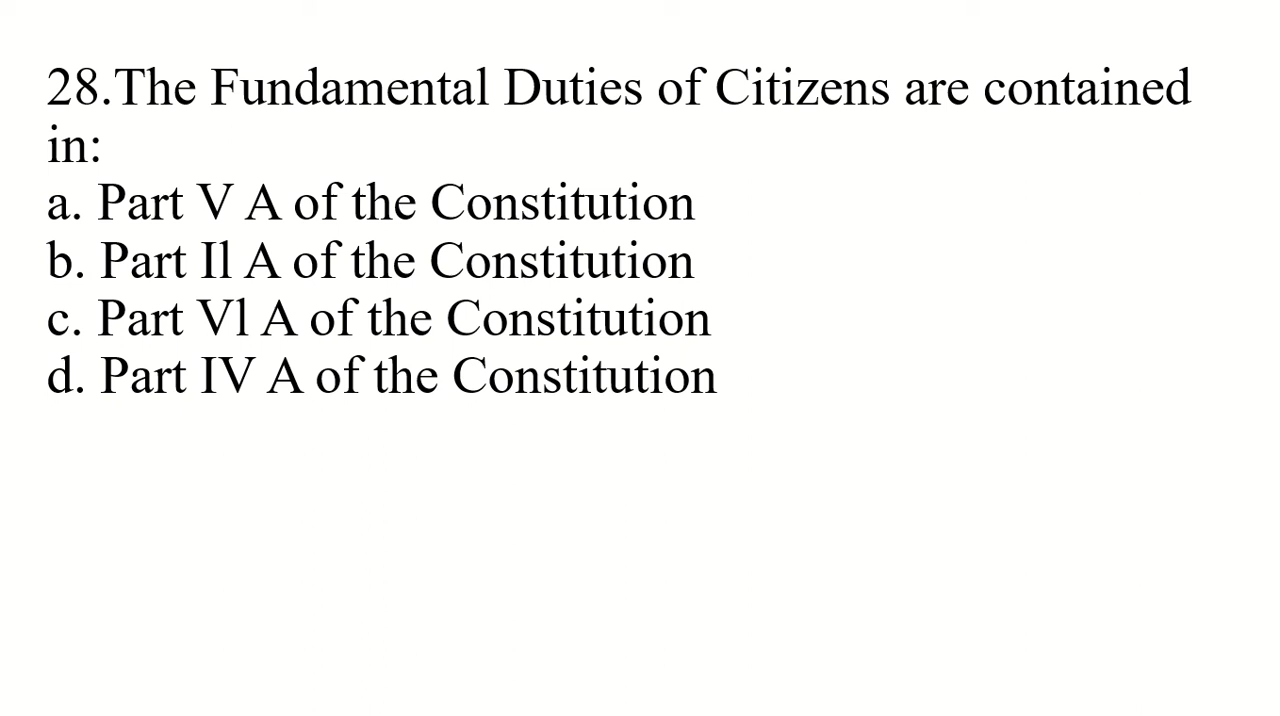 28.The Fundamental Duties of Citizens are contained
in:
a. Part V A of the Constitution
b. Part Il A of the Constitution
c. Part Vl A of the Constitution
d. Part IV A of the Constitution